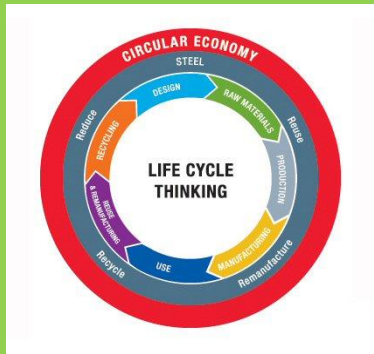 CIRCULAR ECONOMY
STEEL
Reduce
Reuse
Remanufacture
Recycle
DESIGN
RAW MATERIALS
PRODUCTION
MANUFACTURING
USE
REUSE
& REMANUFACTURING
RECYCLING
LIFE CYCLE
THINKING